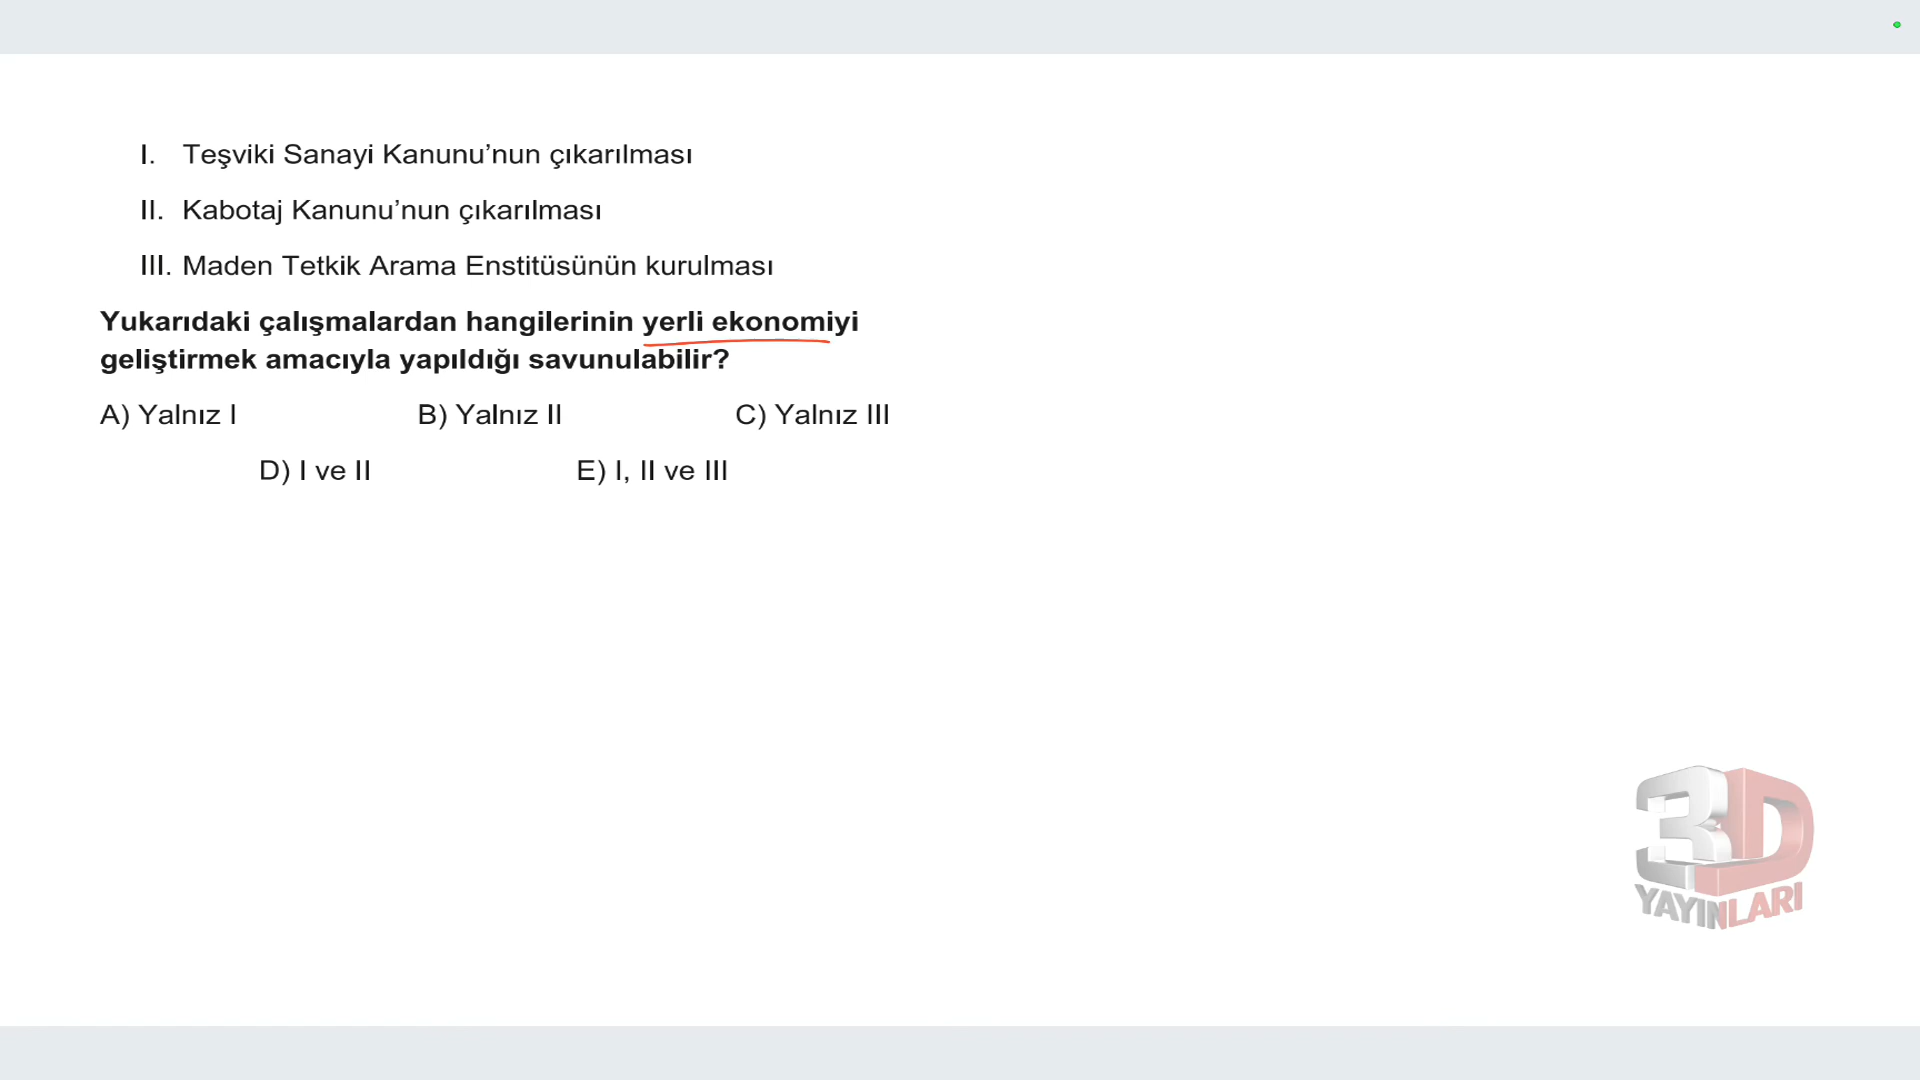 I. Teşviki Sanayi Kanunu’nun çıkarılması
II. Kabotaj Kanunu’nun çıkarılması
III. Maden Tetkik Arama Enstitüsünün kurulması
Yukarıdaki çalışmalardan hangilerinin yerli ekonomiyi
geliştirmek amacıyla yapıldığı savunulabilir?
A) Yalnız I B) Yalnız II C) Yalnız III
D) I ve II E) I, II ve III
3D
YAYINLARI